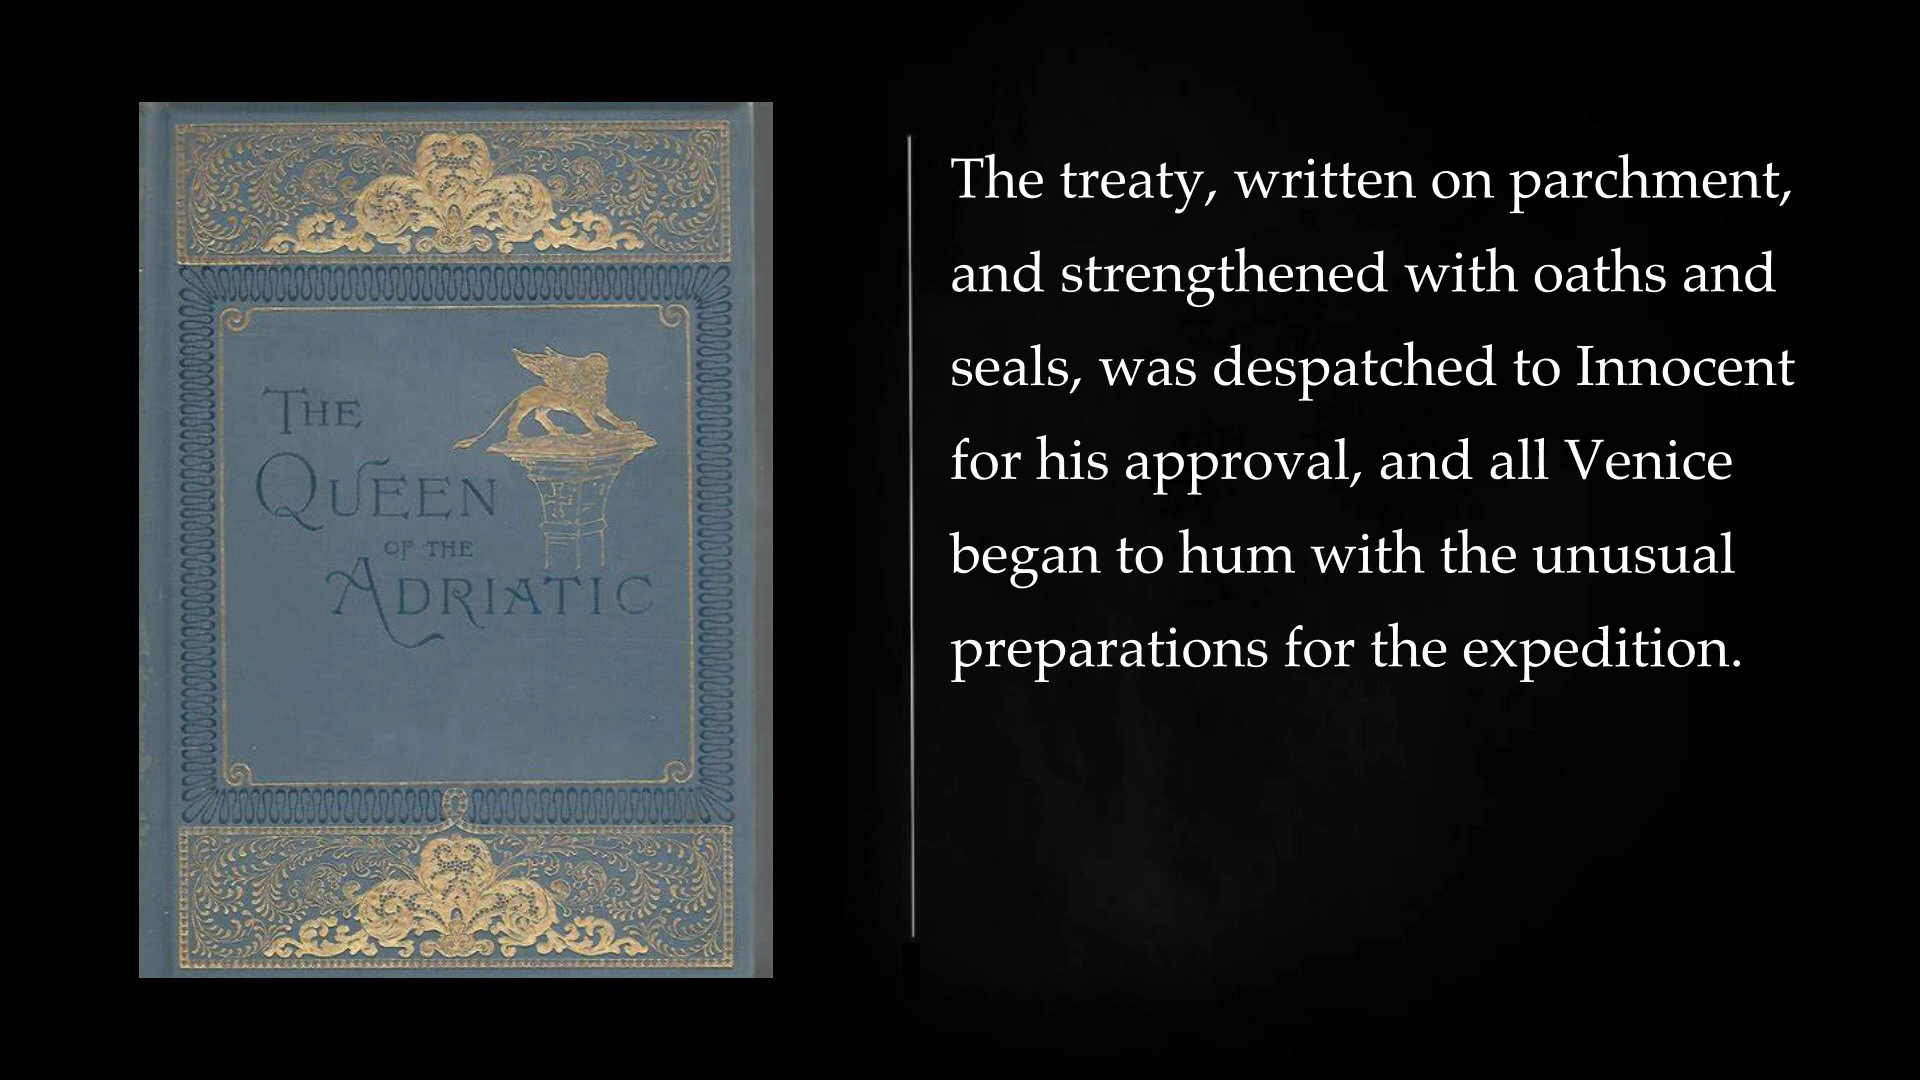 THE
QUEEN
OF THE
ADRIATIC
The treaty, written on parchment,
and strengthened with oaths and
seals, was despatched to Innocent
for his approval, and all Venice
began to hum with the unusual
preparations for the expedition.